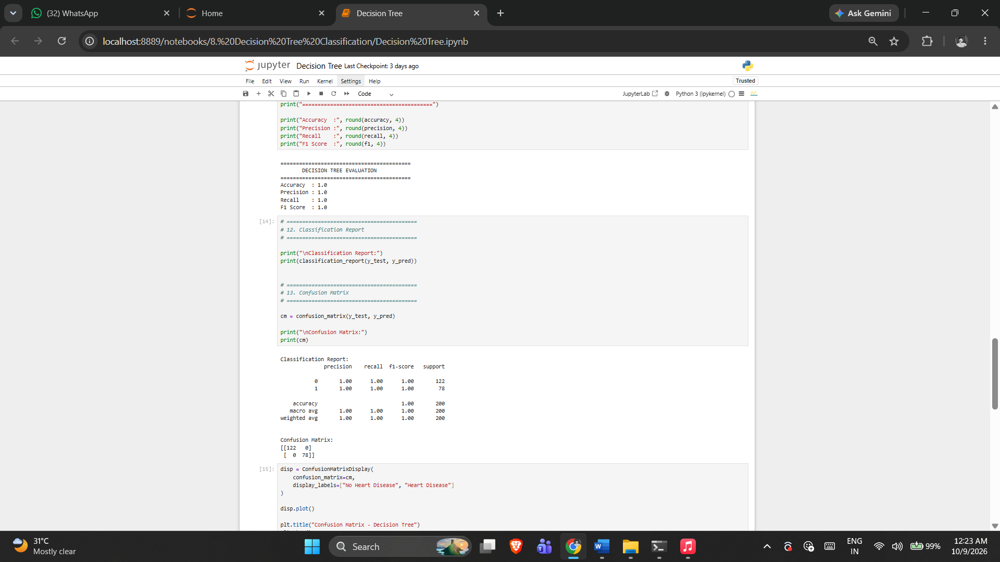 (32) WhatsApp
Home
Decision Tree
Ask Gemini
localhost:8889/notebooks/8.%20Decision%20Tree%20Classification/Decision%20Tree.ipynb
jupyter Decision Tree Last Checkpoint: 3 days ago
File Edit View Run Kernel Settings Help
Trusted
Code
JupyterLab
Python 3 (ipykernel)
print("==========================================")
print("Accuracy  :", round(accuracy, 4))
print("Precision :", round(precision, 4))
print("Recall    :", round(recall, 4))
print("F1 Score  :", round(f1, 4))
==========================================
DECISION TREE EVALUATION
==========================================
Accuracy  : 1.0
Precision : 1.0
Recall    : 1.0
F1 Score  : 1.0
[14]:
# ==========================================
# 12. Classification Report
# ==========================================
print("\nClassification Report:")
print(classification_report(y_test, y_pred))
# ==========================================
# 13. Confusion Matrix
# ==========================================
cm = confusion_matrix(y_test, y_pred)
print("\nConfusion Matrix:")
print(cm)
Classification Report:
precision    recall  f1-score   support
0       1.00      1.00      1.00       122
1       1.00      1.00      1.00        78
accuracy                           1.00       200
macro avg       1.00      1.00      1.00       200
weighted avg       1.00      1.00      1.00       200
Confusion Matrix:
[[122   0]
[  0  78]]
[15]:
disp = ConfusionMatrixDisplay(
confusion_matrix=cm,
display_labels=["No Heart Disease", "Heart Disease"]
)
disp.plot()
plt.title("Confusion Matrix - Decision Tree")
31°C
Mostly clear
Search
ENG
IN
99%
12:23 AM
10/9/2026